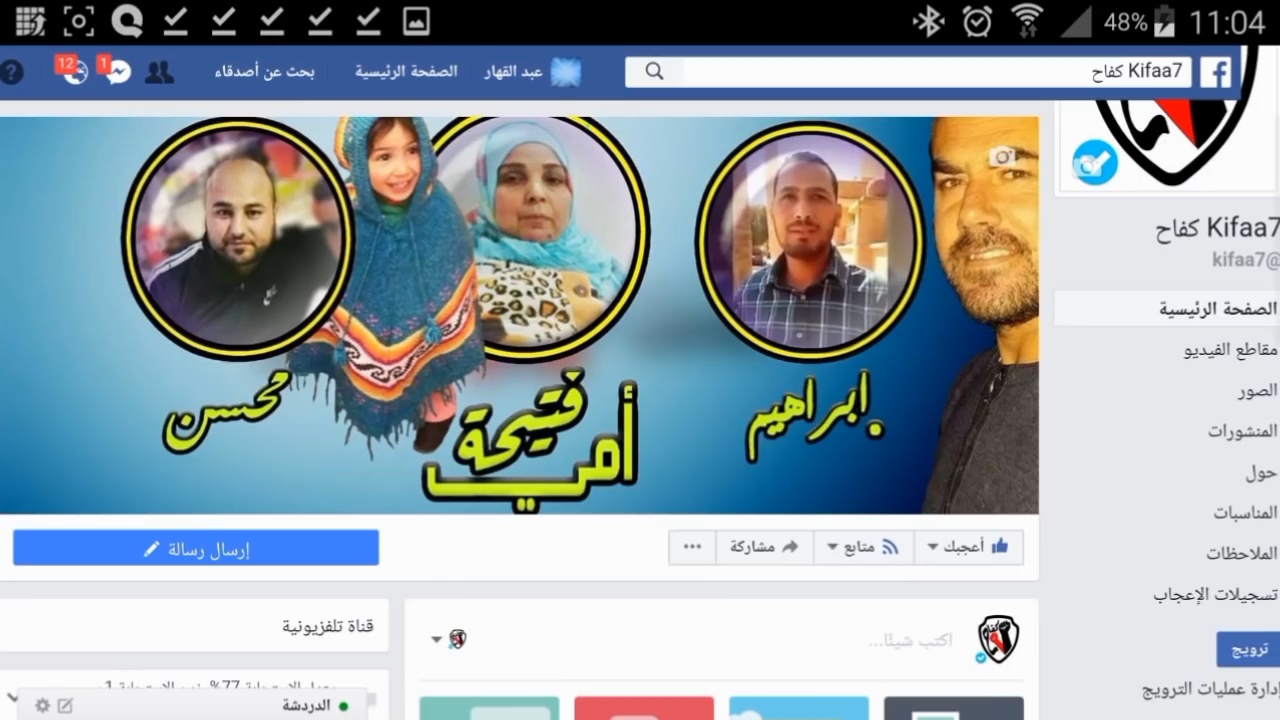 48% 11:04
Kifaa7 كفاح
عبد القهار
الصفحة الرئيسية
بحث عن أصدقاء
1
12
?
Kifaa7 كفاح
@kifaa7
الصفحة الرئيسية
مقاطع الفيديو
الصور
المنشورات
حول
المناسبات
الملاحظات
تسجيلات الإعجاب
ترويج
إدارة عمليات الترويج
ابراهيم
أمي
فتيحة
محسن
أعجبك
متابع
مشاركة
...
إرسال رسالة
اكتب شيئًا...
قناة تلفزيونية
77%
الدردشة